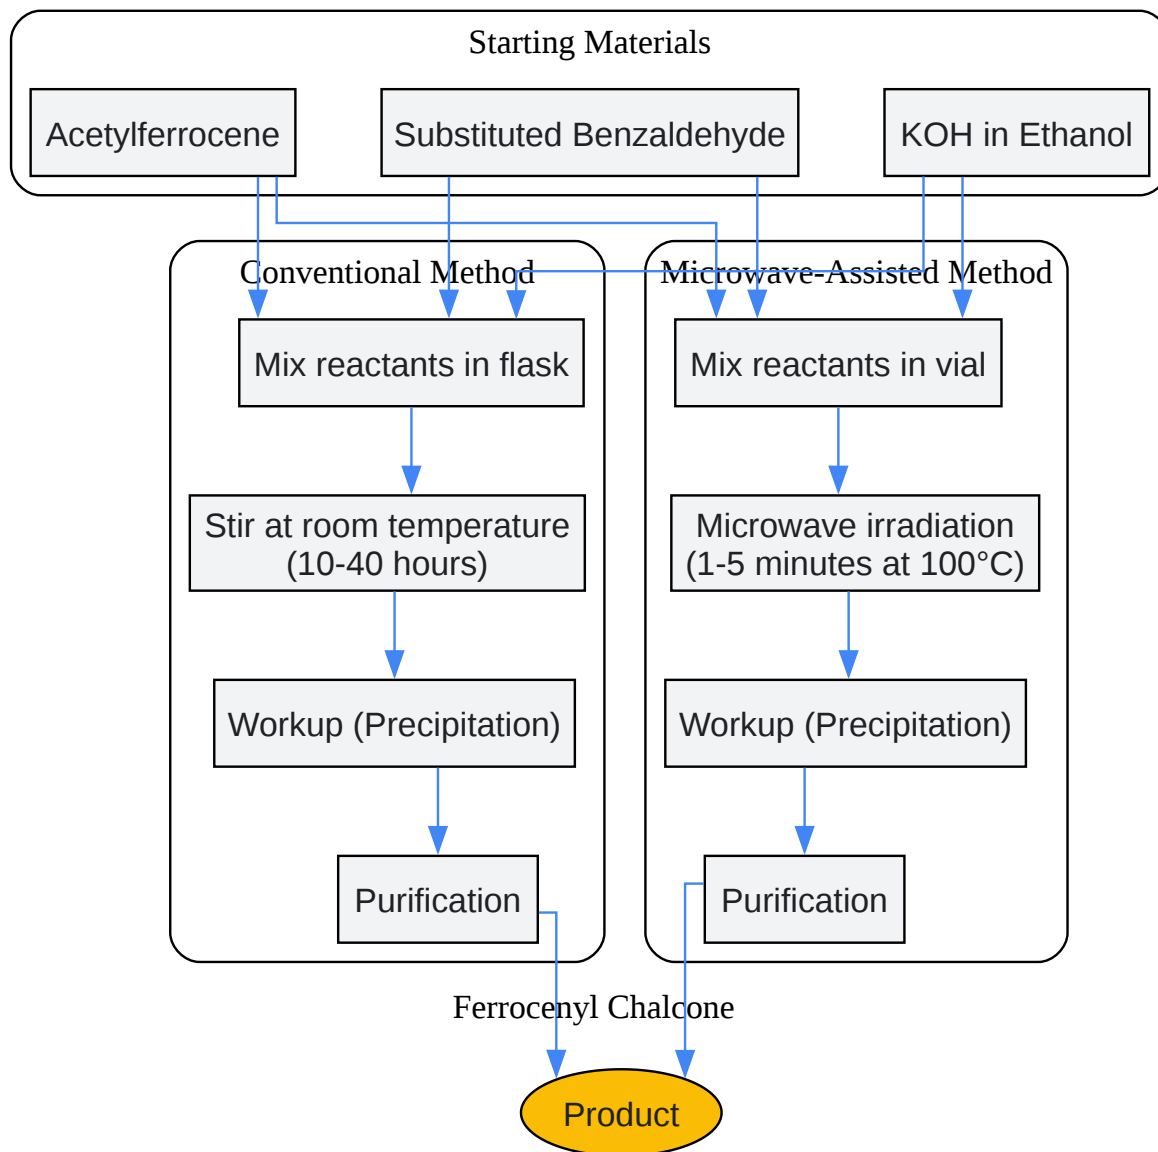 Starting Materials
Acetylferrocene
Substituted Benzaldehyde
KOH in Ethanol
Conventional Method
Microwave-Assisted Method
Mix reactants in flask
Mix reactants in vial
Stir at room temperature
(10-40 hours)
Microwave irradiation
(1-5 minutes at 100°C)
Workup (Precipitation)
Workup (Precipitation)
Purification
Purification
Ferrocenyl Chalcone
Product